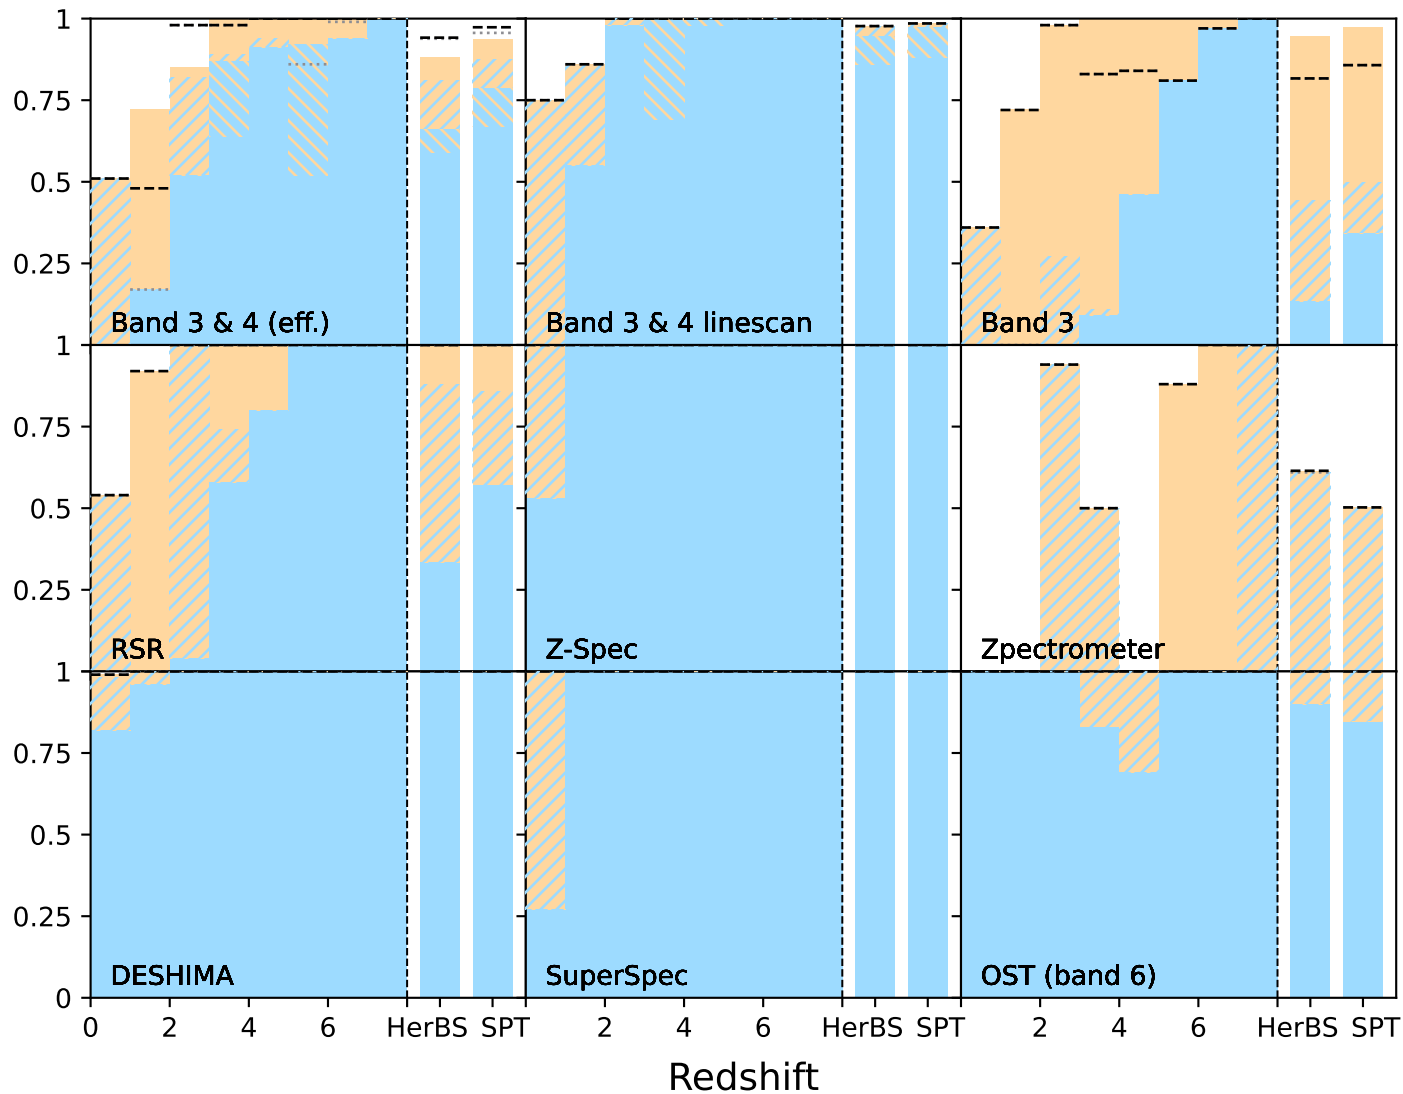 1
0.75
0.5
0.25
Band 3 & 4 (eff.)
Band 3 & 4 linescan
Band 3
1
0.75
0.5
0.25
RSR
Z-Spec
Zpectrometer
1
0.75
0.5
0.25
0
DESHIMA
SuperSpec
OST (band 6)
0 2 4 6 HerBS SPT 2 4 6 HerBS SPT 2 4 6 HerBS SPT
Redshift